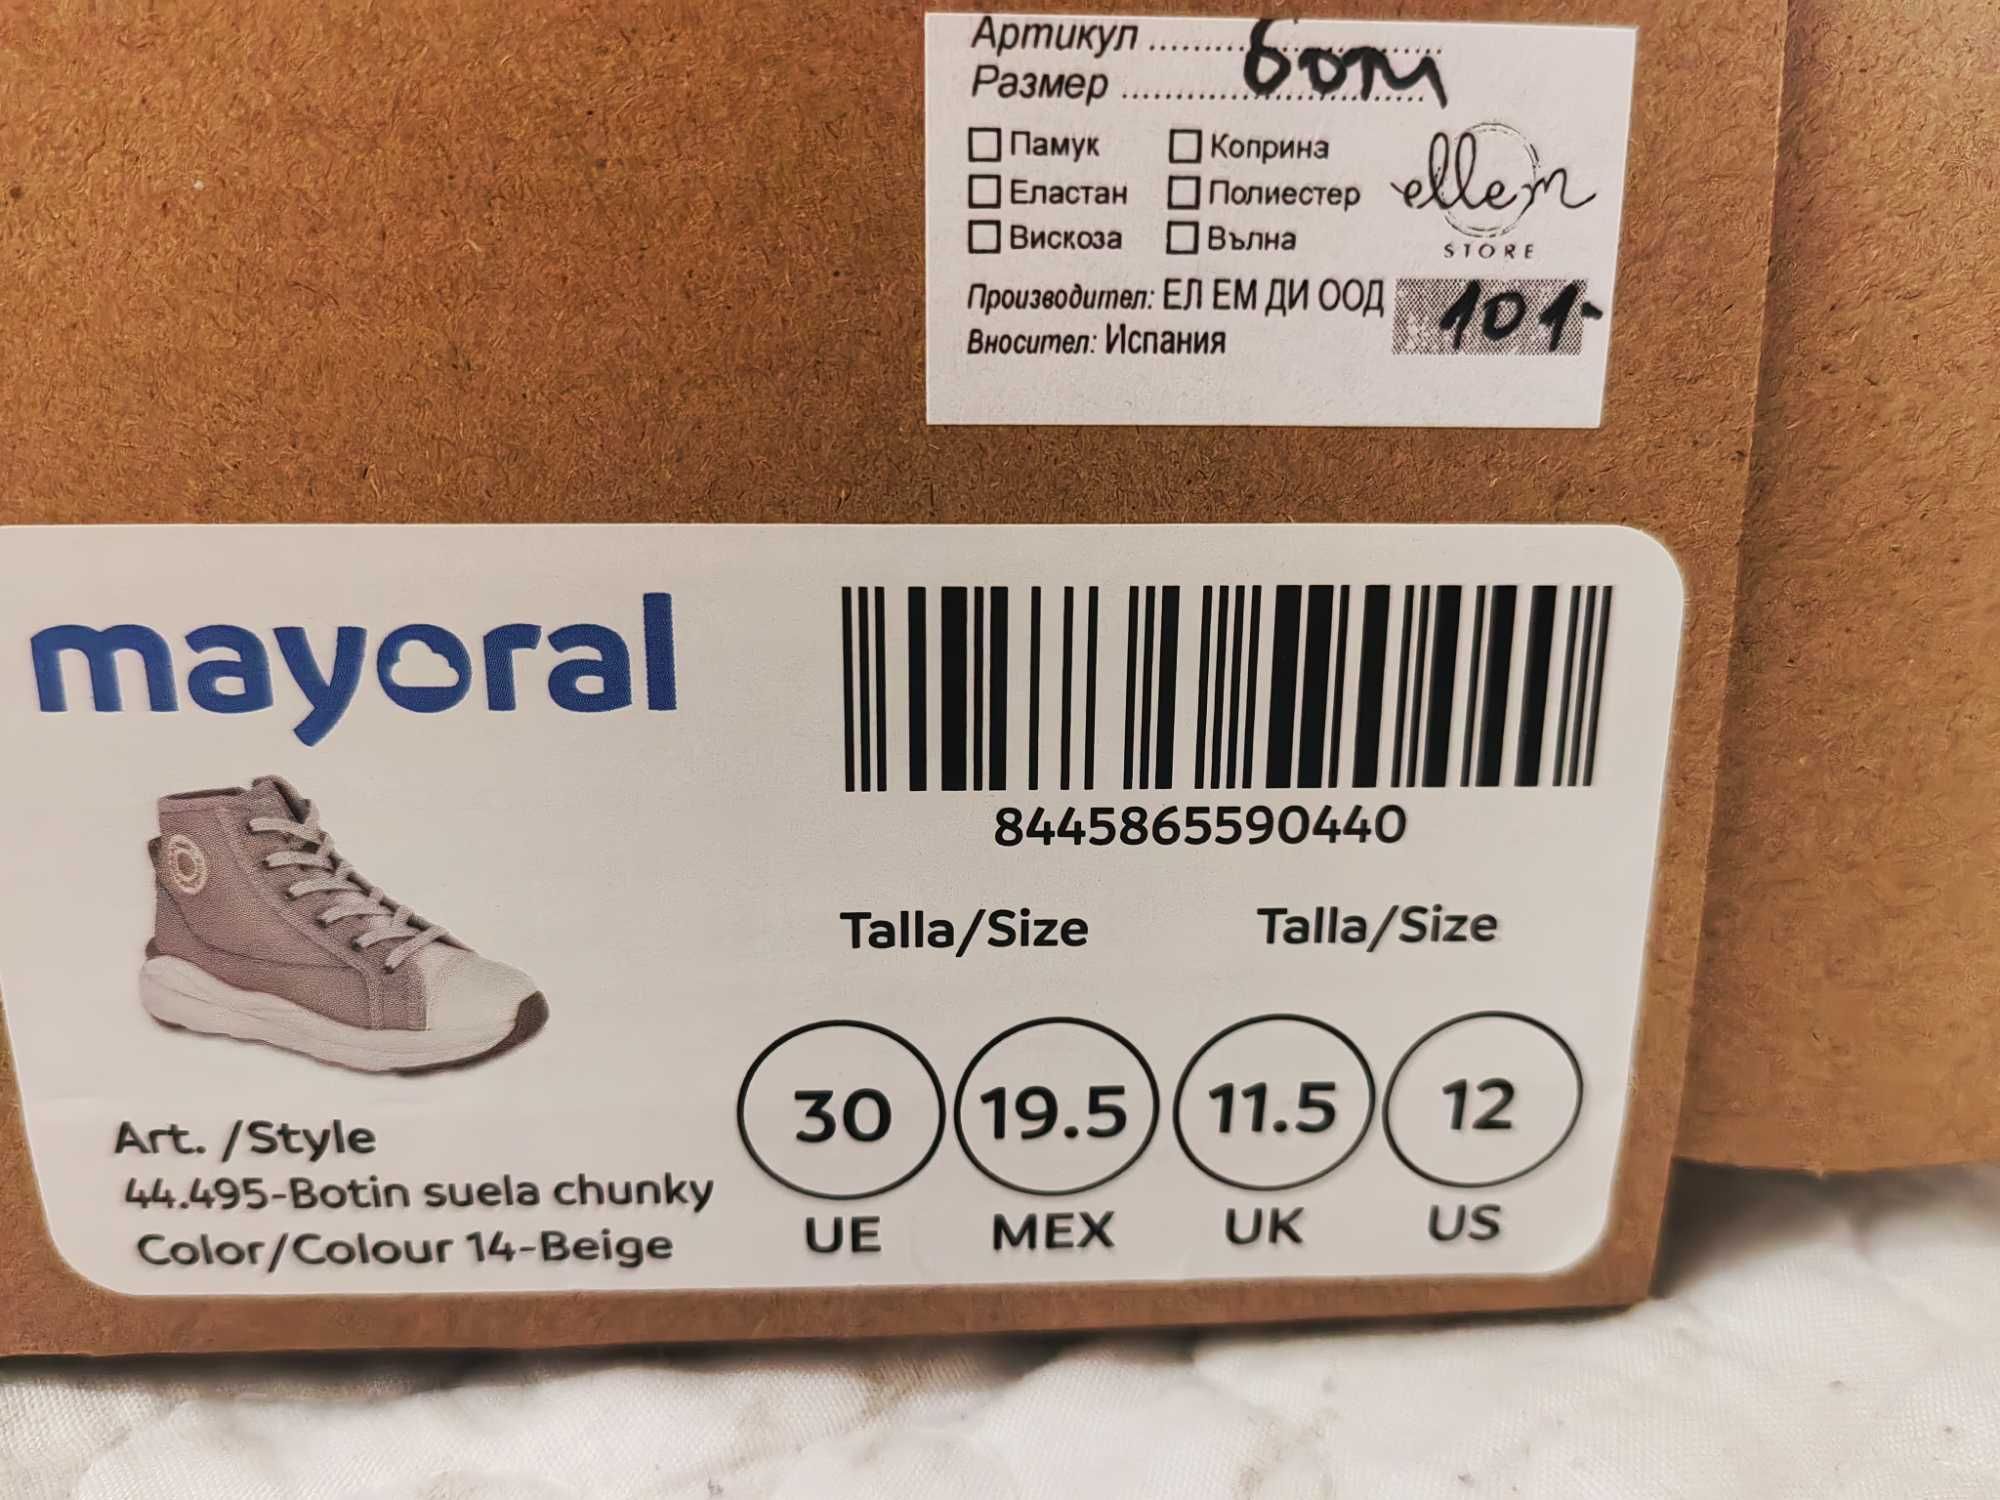 Артикул ........ боти
Размер ........
Памук Коприна
Еластан Полиестер
Вискоза Вълна
ellem
STORE
Производител: ЕЛ ЕМ ДИ ООД
Вносител: Испания
101-
mayoral
8445865590440
Talla/Size Talla/Size
30 19.5 11.5 12
UE MEX UK US
Art. /Style
44.495-Botin suela chunky
Color/Colour 14-Beige